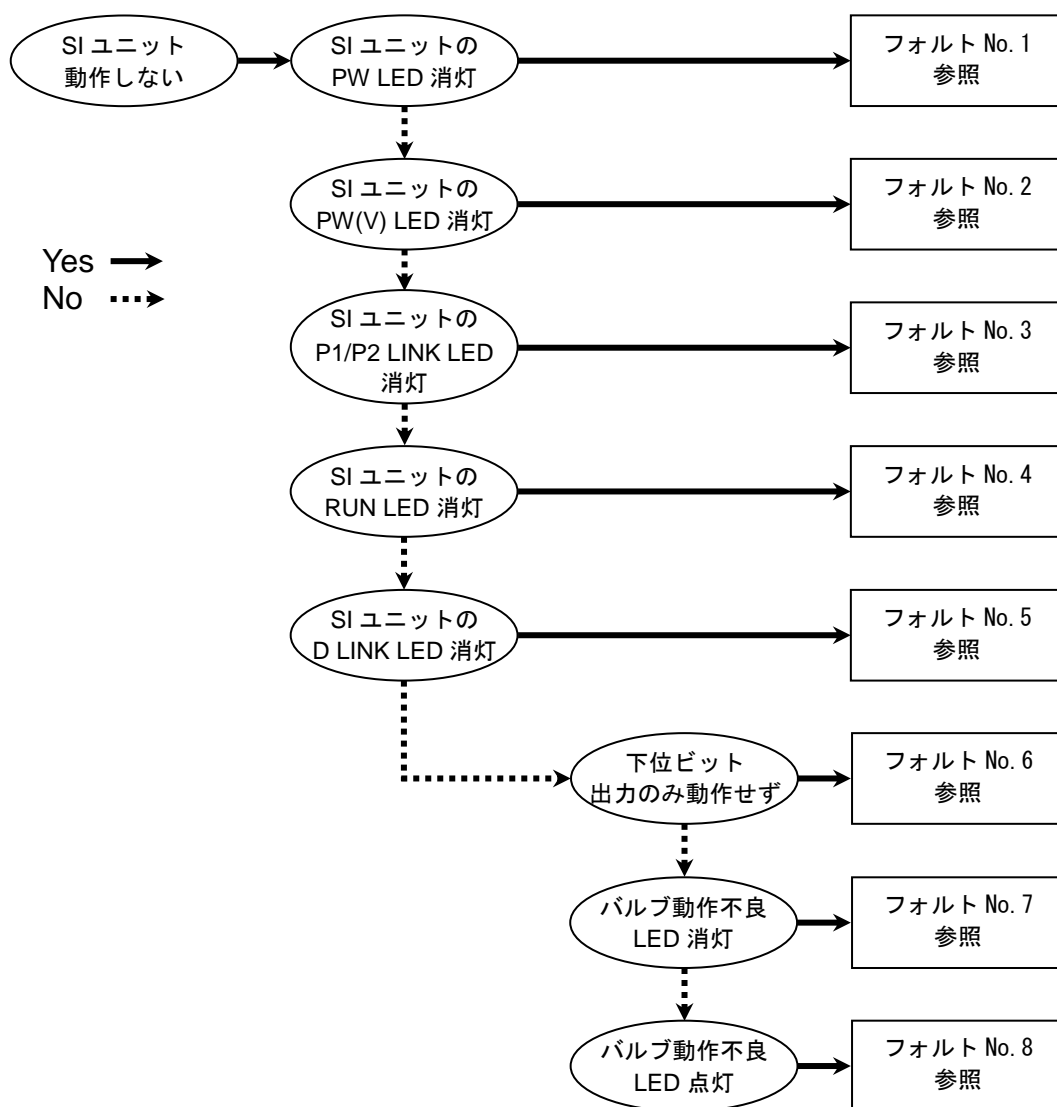 SI ユニット
動作しない
SI ユニットの
PW LED 消灯
フォルト No. 1
参照
SI ユニットの
PW(V) LED 消灯
フォルト No. 2
参照
Yes
No
SI ユニットの
P1/P2 LINK LED
消灯
フォルト No. 3
参照
SI ユニットの
RUN LED 消灯
フォルト No. 4
参照
SI ユニットの
D LINK LED 消灯
フォルト No. 5
参照
下位ビット
出力のみ動作せず
フォルト No. 6
参照
バルブ動作不良
LED 消灯
フォルト No. 7
参照
バルブ動作不良
LED 点灯
フォルト No. 8
参照